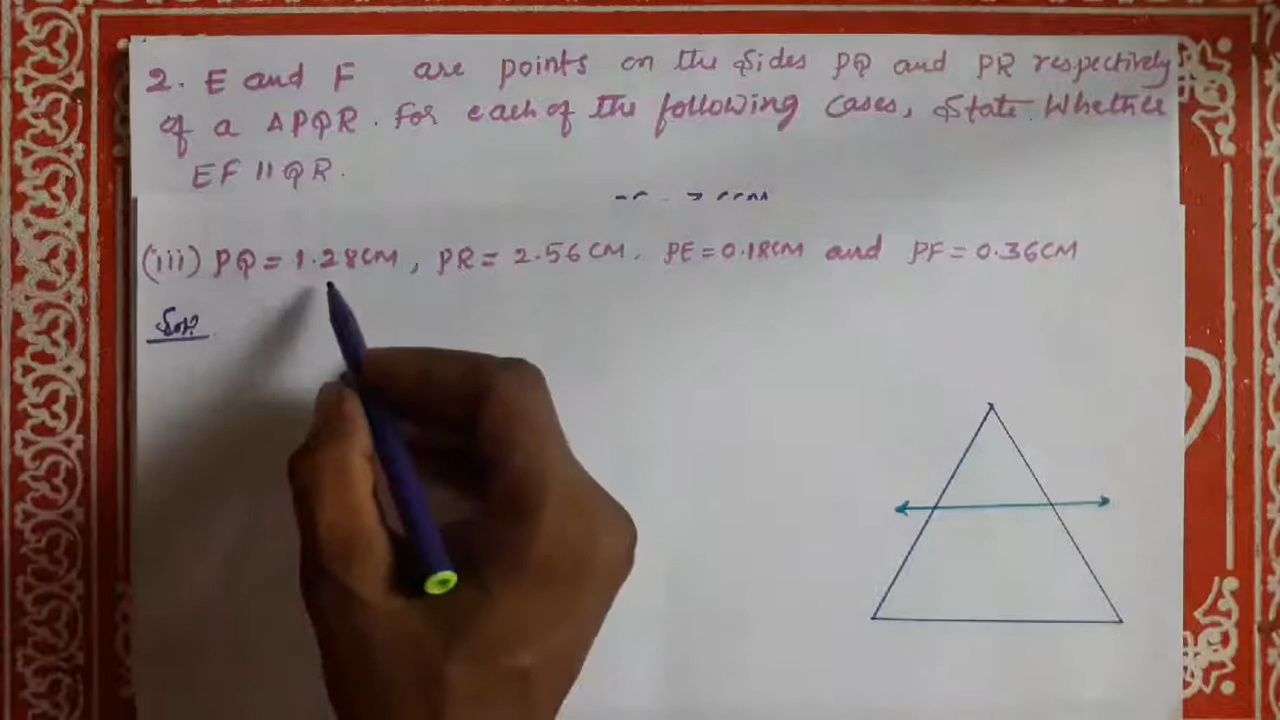 2. E and F are points on the sides PQ and PR respectively
of a △PQR. For each of the following cases, State Whether
EF || QR.
(iii) PQ = 1.28CM, PR = 2.56 CM, PE = 0.18CM and PF = 0.36CM
Sol: